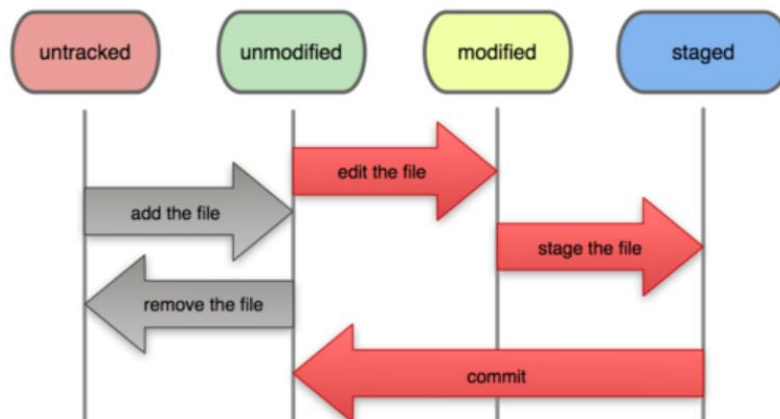 untracked
unmodified
modified
staged
edit the file
add the file
stage the file
remove the file
commit